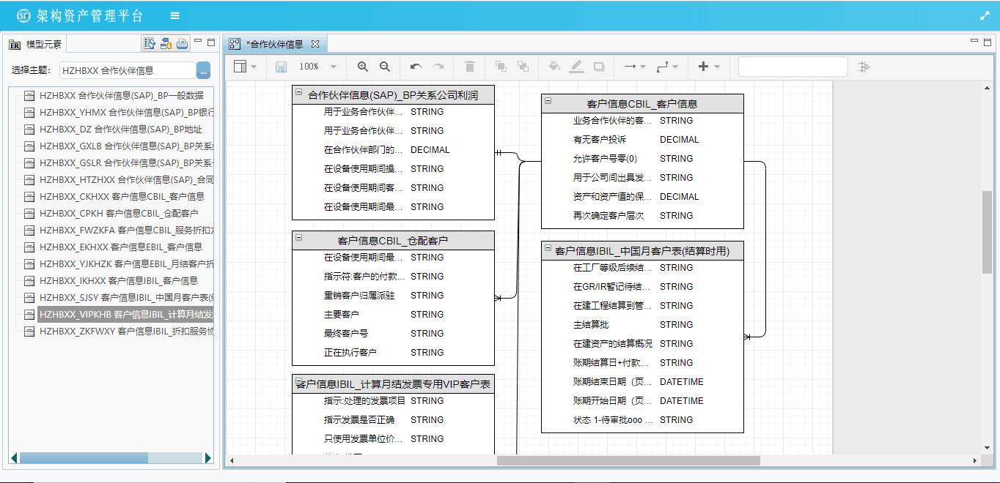 架构资产管理平台
模型元素
选择主题:
HZHBXX 合作伙伴信息
...
HZHBXX 合作伙伴信息(SAP)_BP一般数据
HZHBXX_YHMX 合作伙伴信息(SAP)_BP银行
HZHBXX_DZ 合作伙伴信息(SAP)_BP地址
HZHBXX_GXLB 合作伙伴信息(SAP)_BP关系
HZHBXX_GSLR 合作伙伴信息(SAP)_BP关系
HZHBXX_HTZHXX 合作伙伴信息(SAP)_合同
HZHBXX_CKHXX 客户信息CBIL_客户信息
HZHBXX_CPKH 客户信息CBIL_仓配客户
HZHBXX_FWZKFA 客户信息CBIL_服务折扣
HZHBXX_EKHXX 客户信息EBIL_客户信息
HZHBXX_YJKHZK 客户信息EBIL_月结客户折
HZHBXX_IKHXX 客户信息IBIL_客户信息
HZHBXX_SJSY 客户信息IBIL_中国月客户表(
HZHBXX_VIPKHB 客户信息IBIL_计算月结发
HZHBXX_ZKFWXY 客户信息IBIL_折扣服务协
*合作伙伴信息
100%
合作伙伴信息(SAP)_BP关系公司利润
用于业务合作伙伴... STRING
用于业务合作伙伴... STRING
在合作伙伴部门的... DECIMAL
在设备使用期间操... STRING
在设备使用期间客... STRING
在设备使用期间最... STRING
客户信息CBIL_仓配客户
在设备使用期间最... STRING
指示符:客户的付款... STRING
重销客户归属派驻 STRING
主要客户 STRING
最终客户号 STRING
正在执行客户 STRING
客户信息IBIL_计算月结发票专用VIP客户表
指示:处理的发票项目 STRING
指示发票是否正确 STRING
只使用发票单位价... STRING
客户信息CBIL_客户信息
业务合作伙伴的客... STRING
有无客户投诉 DECIMAL
允许客户号零(0) STRING
用于公司间出具发... STRING
资产和资产值的保... DECIMAL
再次确定客户层次 STRING
客户信息IBIL_中国月客户表(结算时用)
在工厂等级后续结... STRING
在GR/IR暂记待结... STRING
在建工程结算到管... STRING
主结算批 STRING
在建资产的结算概况 STRING
账期结算日+付款... STRING
账期结束日期（页... DATETIME
账期开始日期（页... DATETIME
状态 1-待审批ooo ... STRING